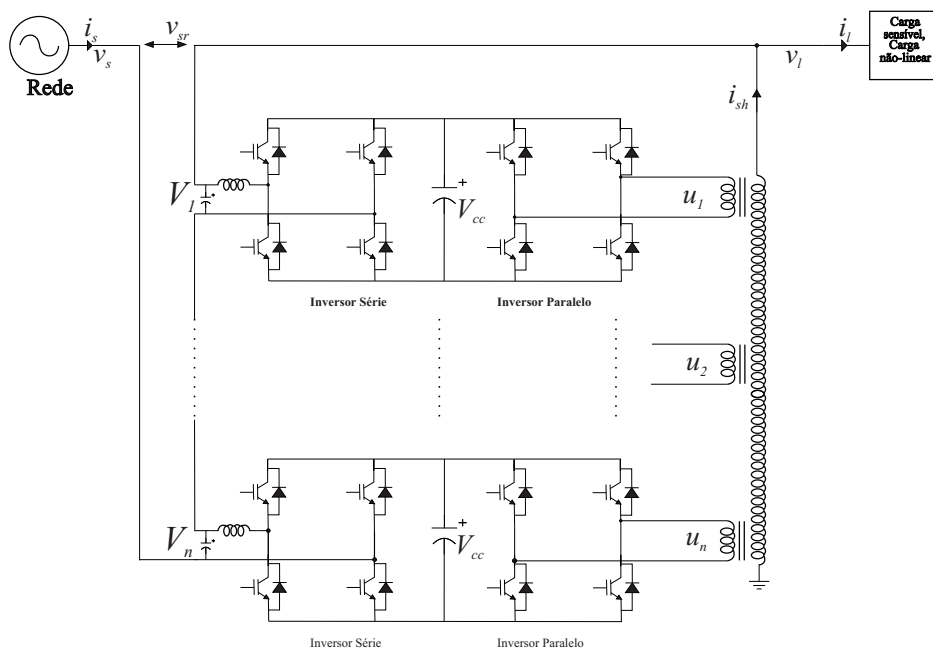 i_s
v_s
v_sr
Rede
i_l
v_l
Carga
sensível,
Carga
não-linear
i_sh
V_1
+
+
V_cc
u_1
Inversor Série
Inversor Paralelo
u_2
V_n
+
+
V_cc
u_n
Inversor Série
Inversor Paralelo